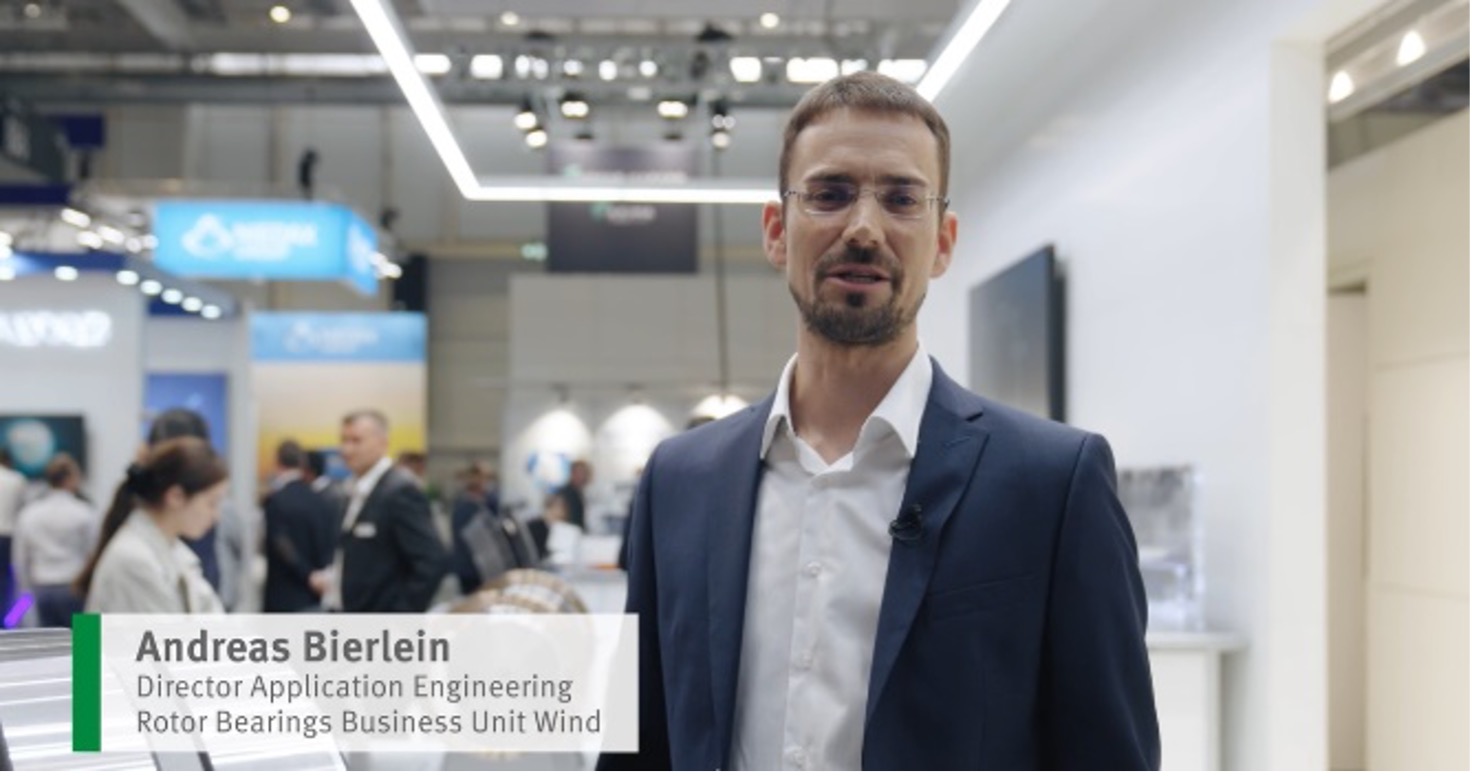 Andreas Bierlein
Director Application Engineering
Rotor Bearings Business Unit Wind